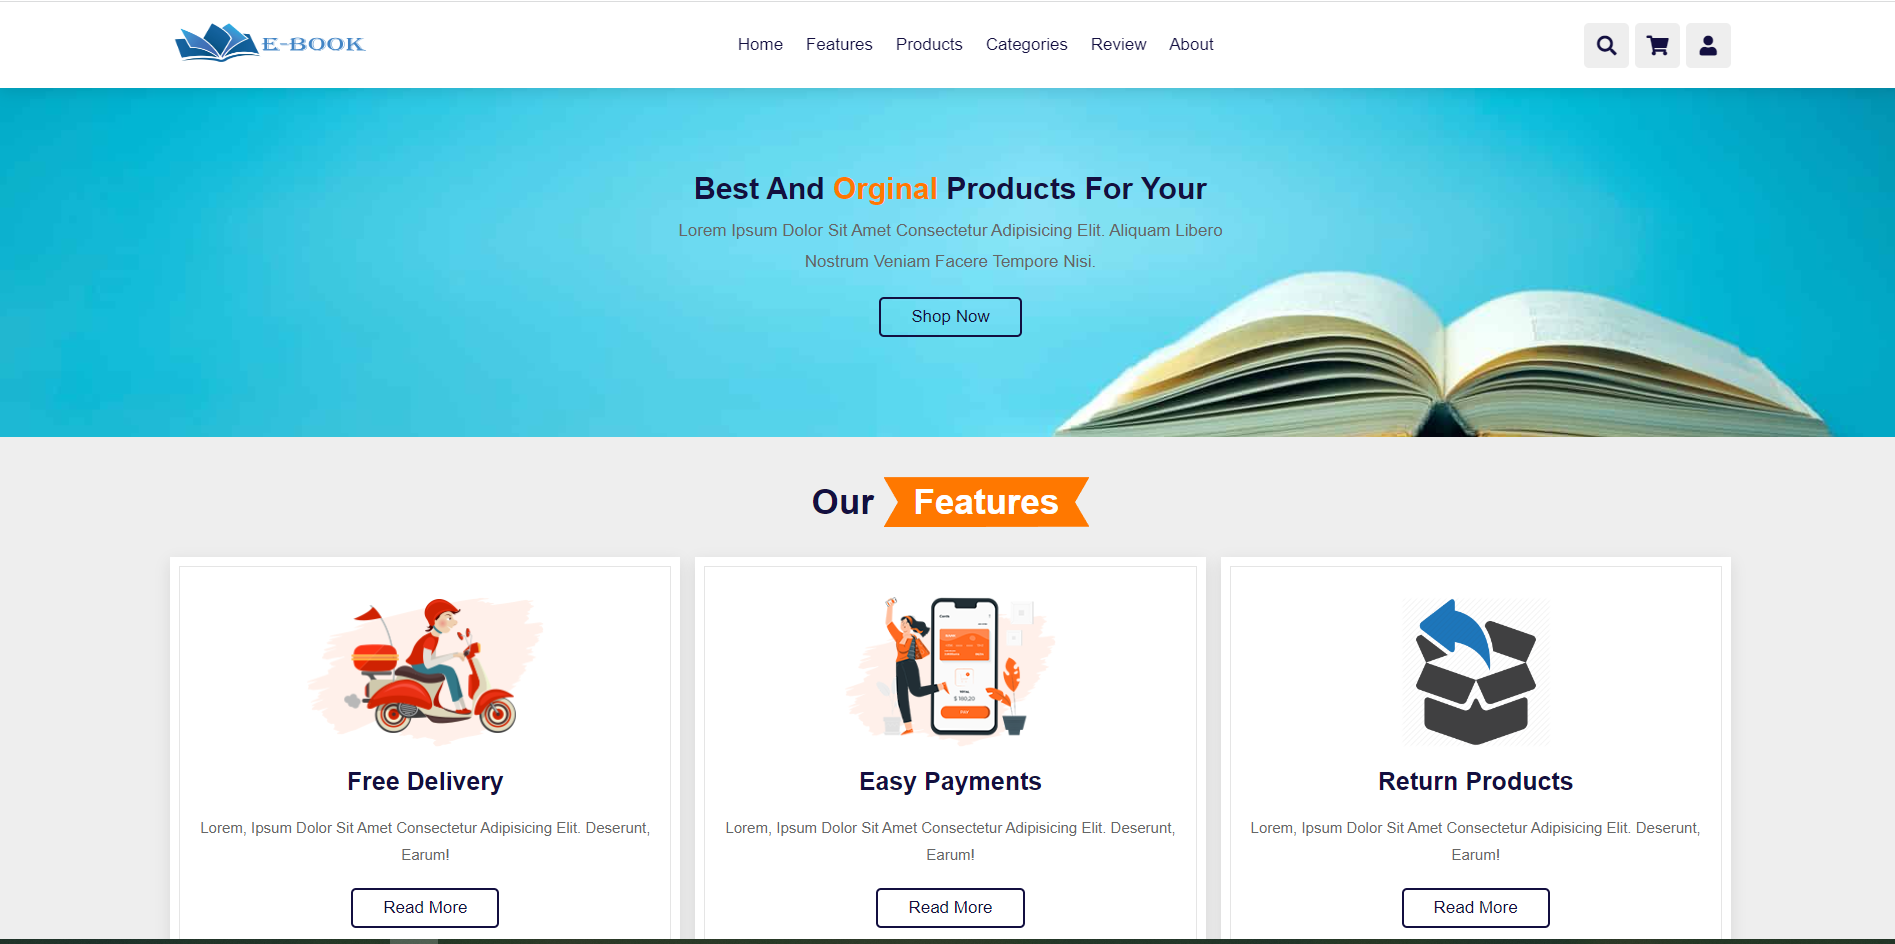 E-BOOK
Home Features Products Categories Review About
Best And Orginal Products For Your
Lorem Ipsum Dolor Sit Amet Consectetur Adipisicing Elit. Aliquam Libero
Nostrum Veniam Facere Tempore Nisi.
Shop Now
Our Features
$ 160.20
Free Delivery
Lorem, Ipsum Dolor Sit Amet Consectetur Adipisicing Elit. Deserunt,
Earum!
Read More
Easy Payments
Lorem, Ipsum Dolor Sit Amet Consectetur Adipisicing Elit. Deserunt,
Earum!
Read More
Return Products
Lorem, Ipsum Dolor Sit Amet Consectetur Adipisicing Elit. Deserunt,
Earum!
Read More